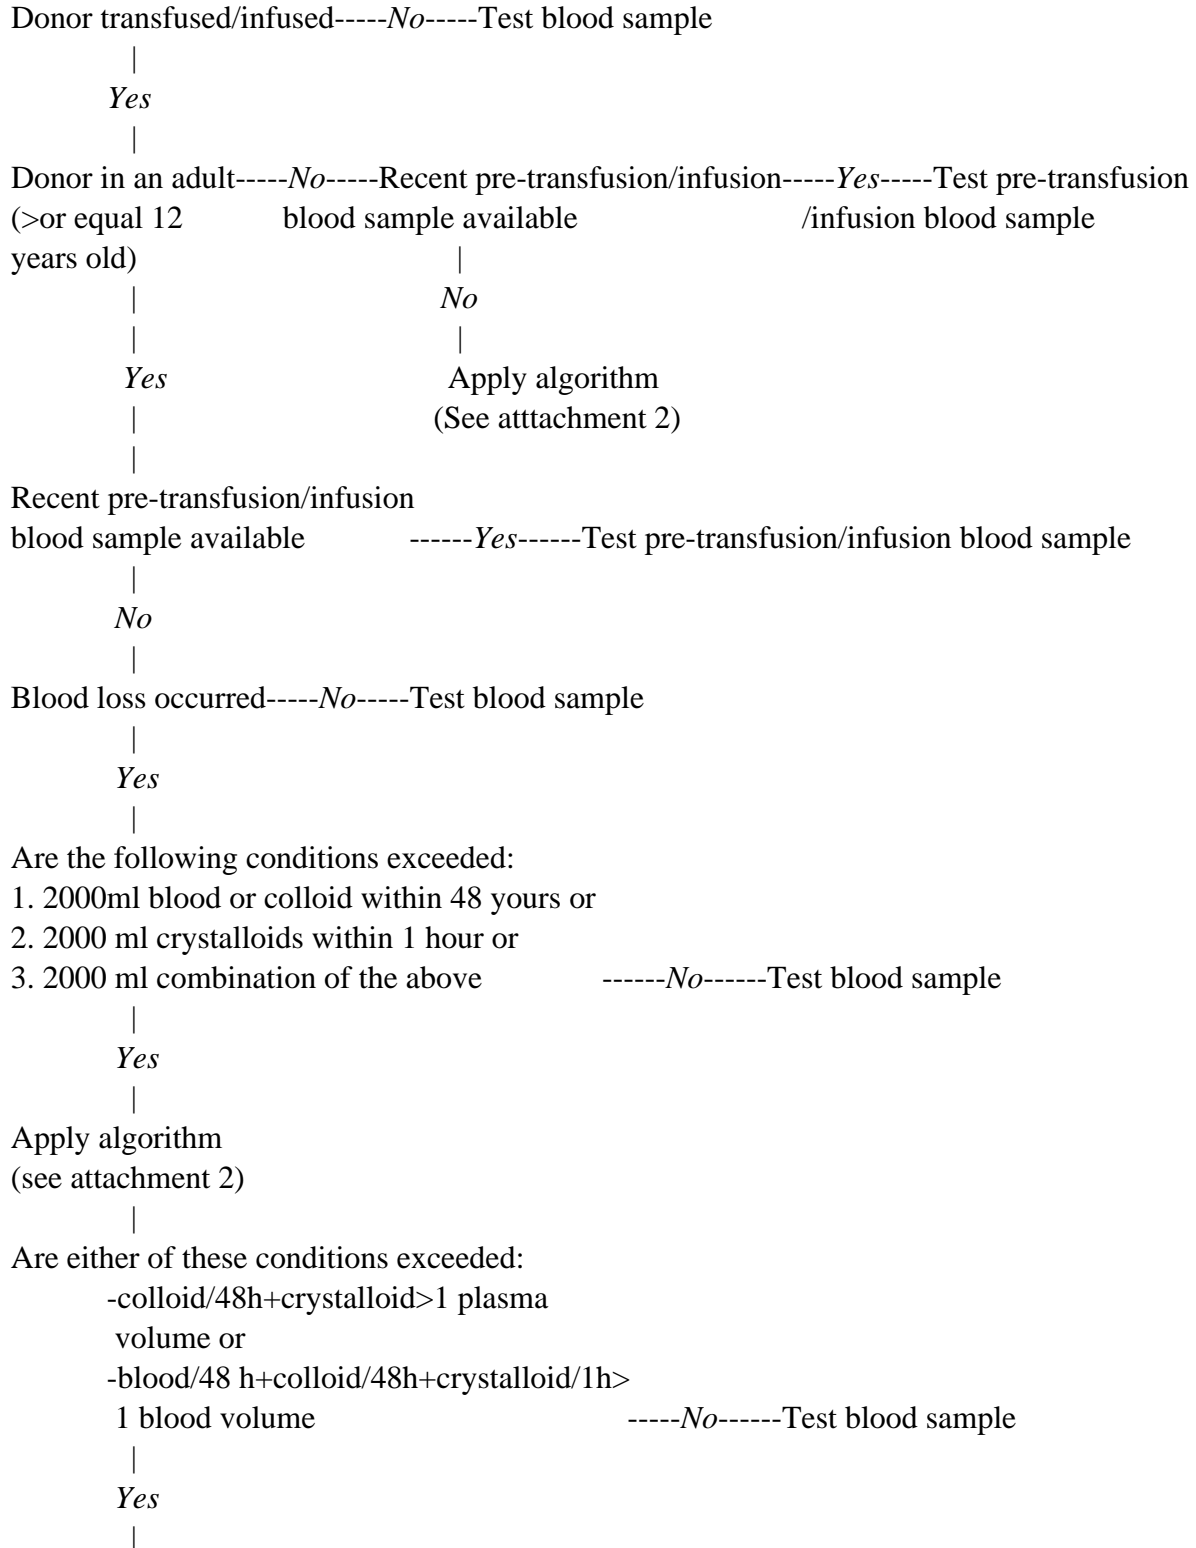 Donor transfused/infused-----No-----Test blood sample
|
Yes
|
Donor in an adult-----No-----Recent pre-transfusion/infusion-----Yes-----Test pre-transfusion
(>or equal 12 blood sample available /infusion blood sample
years old) |
| No
| |
Yes Apply algorithm
| (See atttachment 2)
|
Recent pre-transfusion/infusion
blood sample available ------Yes------Test pre-transfusion/infusion blood sample
|
No
|
Blood loss occurred-----No-----Test blood sample
|
Yes
|
Are the following conditions exceeded:
1. 2000ml blood or colloid within 48 yours or
2. 2000 ml crystalloids within 1 hour or
3. 2000 ml combination of the above ------No------Test blood sample
|
Yes
|
Apply algorithm
(see attachment 2)
|
Are either of these conditions exceeded:
-colloid/48h+crystalloid>1 plasma
volume or
-blood/48 h+colloid/48h+crystalloid/1h>
1 blood volume -----No------Test blood sample
|
Yes
|